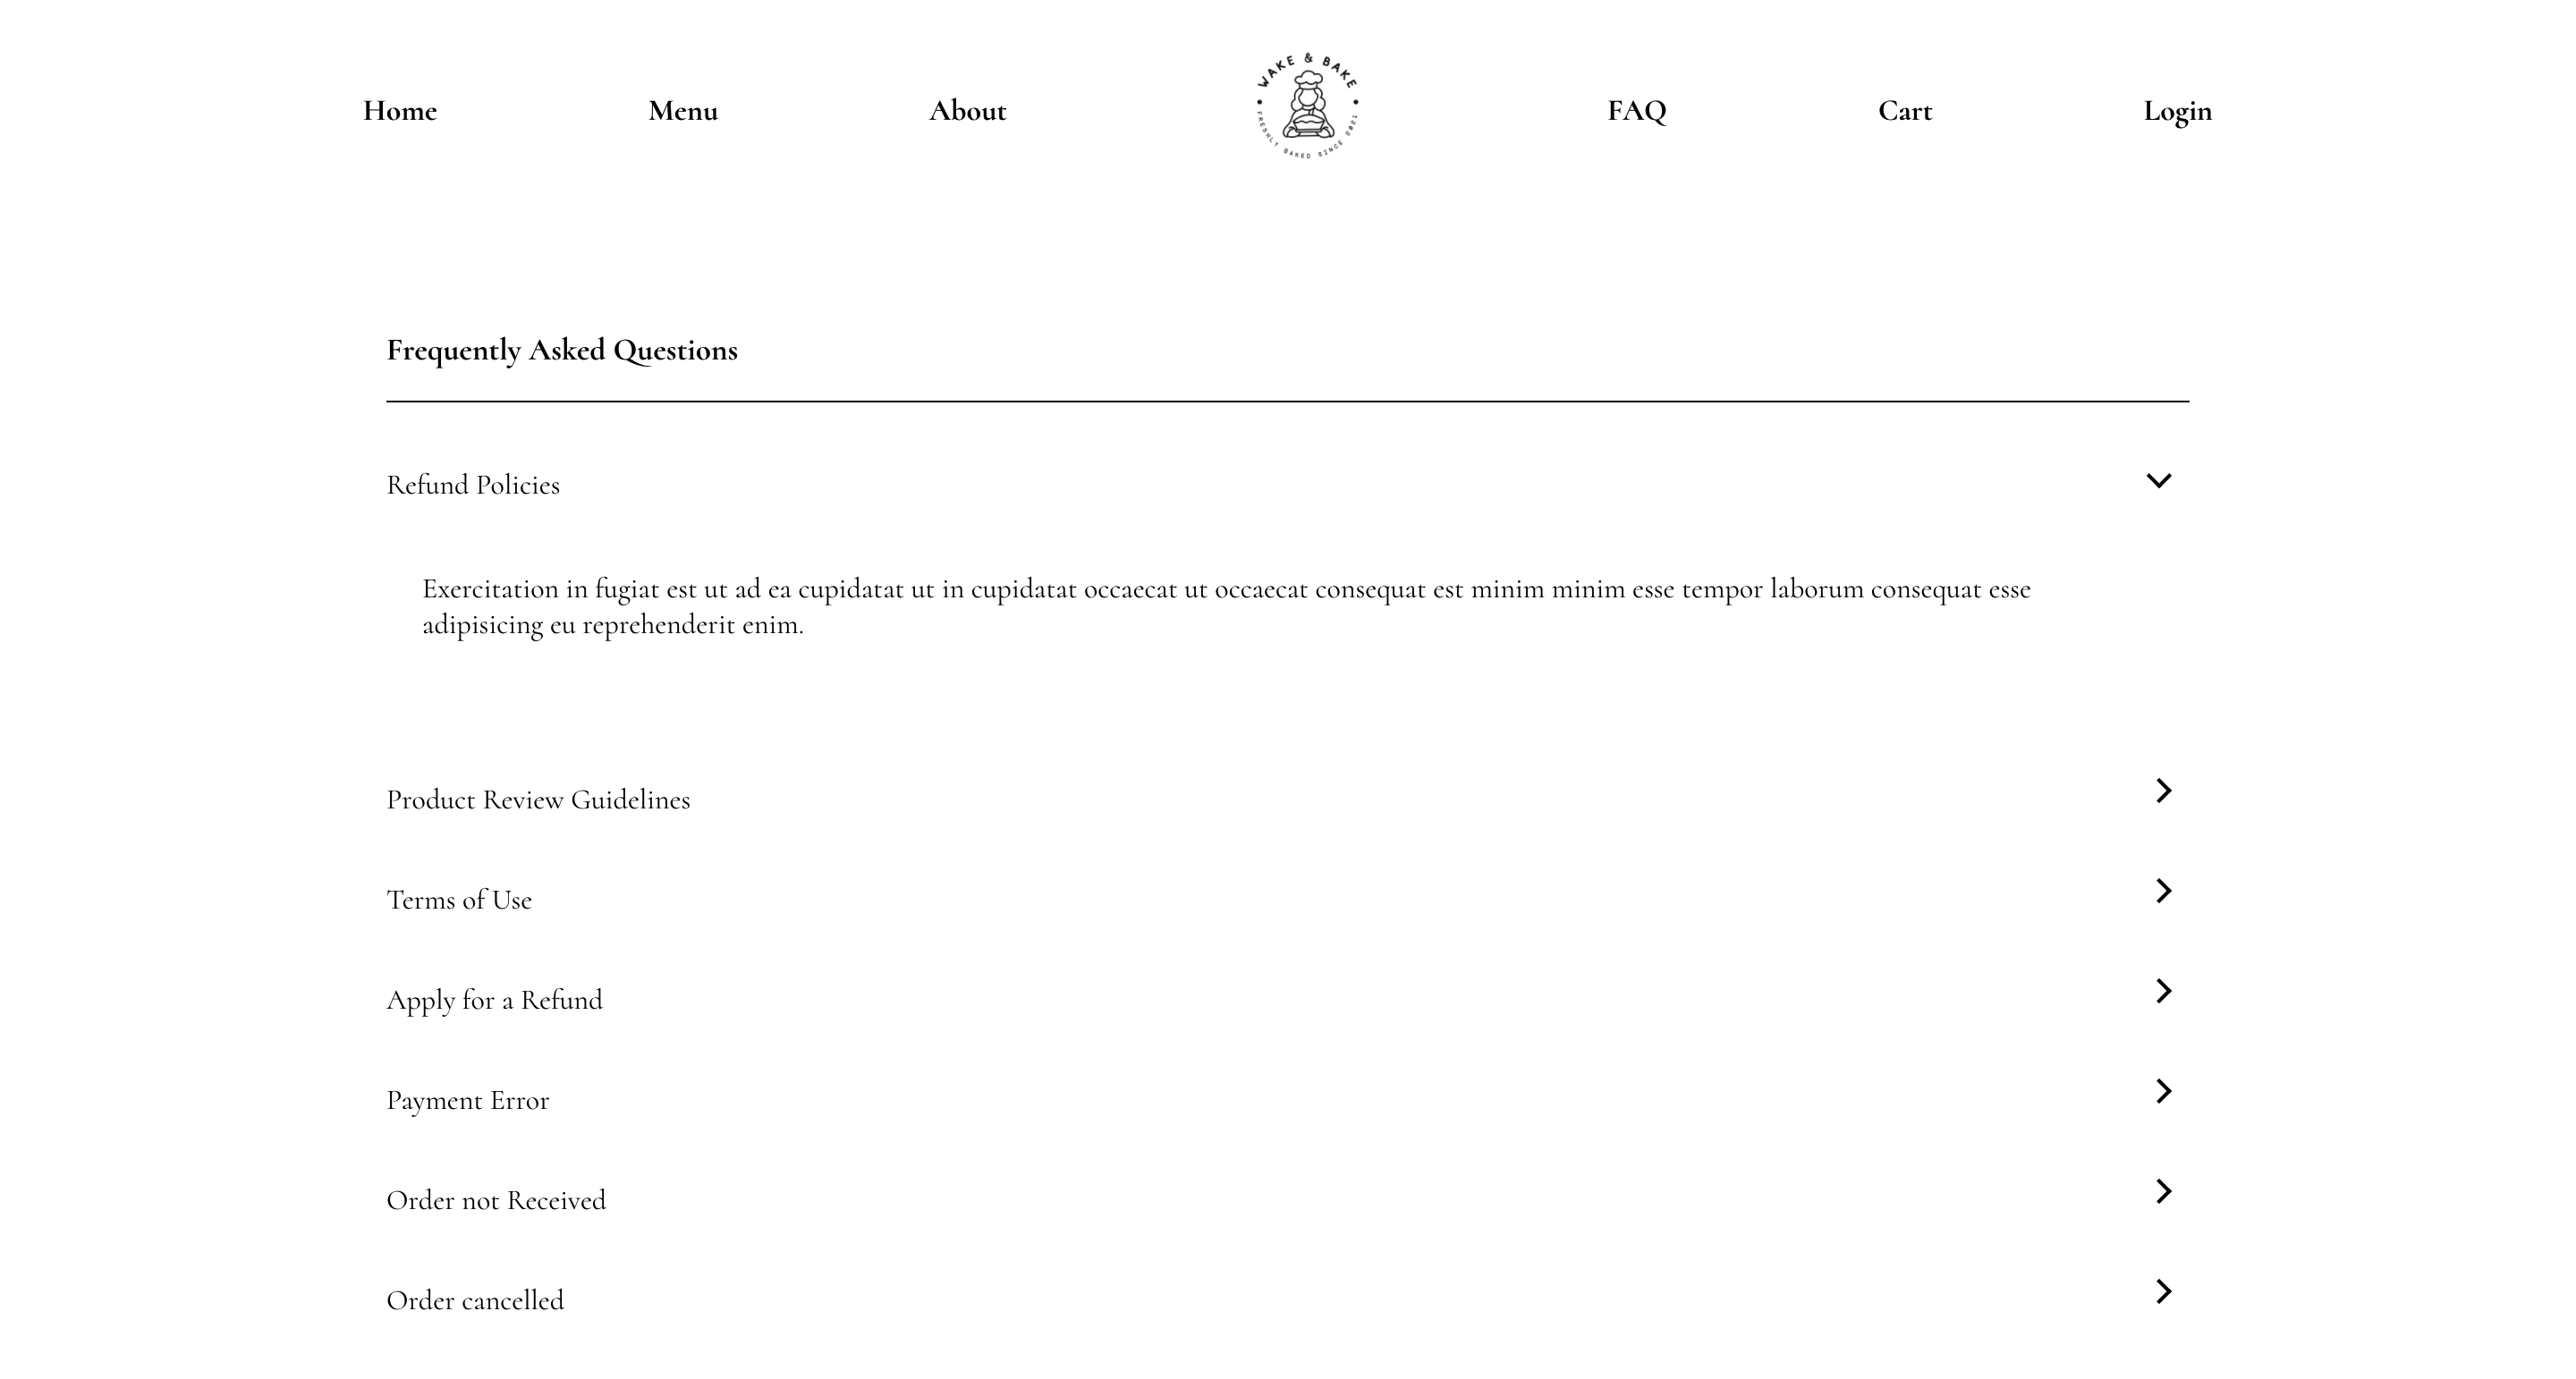 Home Menu About WAKE & BAKE FRESHLY BAKED SINCE 2021 FAQ Cart Login
Frequently Asked Questions
Refund Policies
Exercitation in fugiat est ut ad ea cupidatat ut in cupidatat occaecat ut occaecat consequat est minim minim esse tempor laborum consequat esse
adipisicing eu reprehenderit enim.
Product Review Guidelines
Terms of Use
Apply for a Refund
Payment Error
Order not Received
Order cancelled